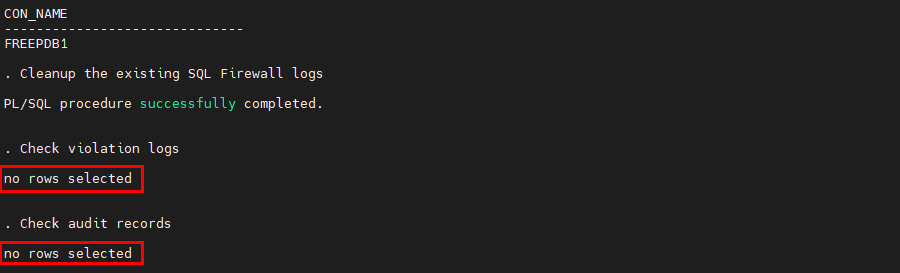 CON_NAME
------------------------------
FREEPDB1
. Cleanup the existing SQL Firewall logs
PL/SQL procedure successfully completed.
. Check violation logs
no rows selected
. Check audit records
no rows selected